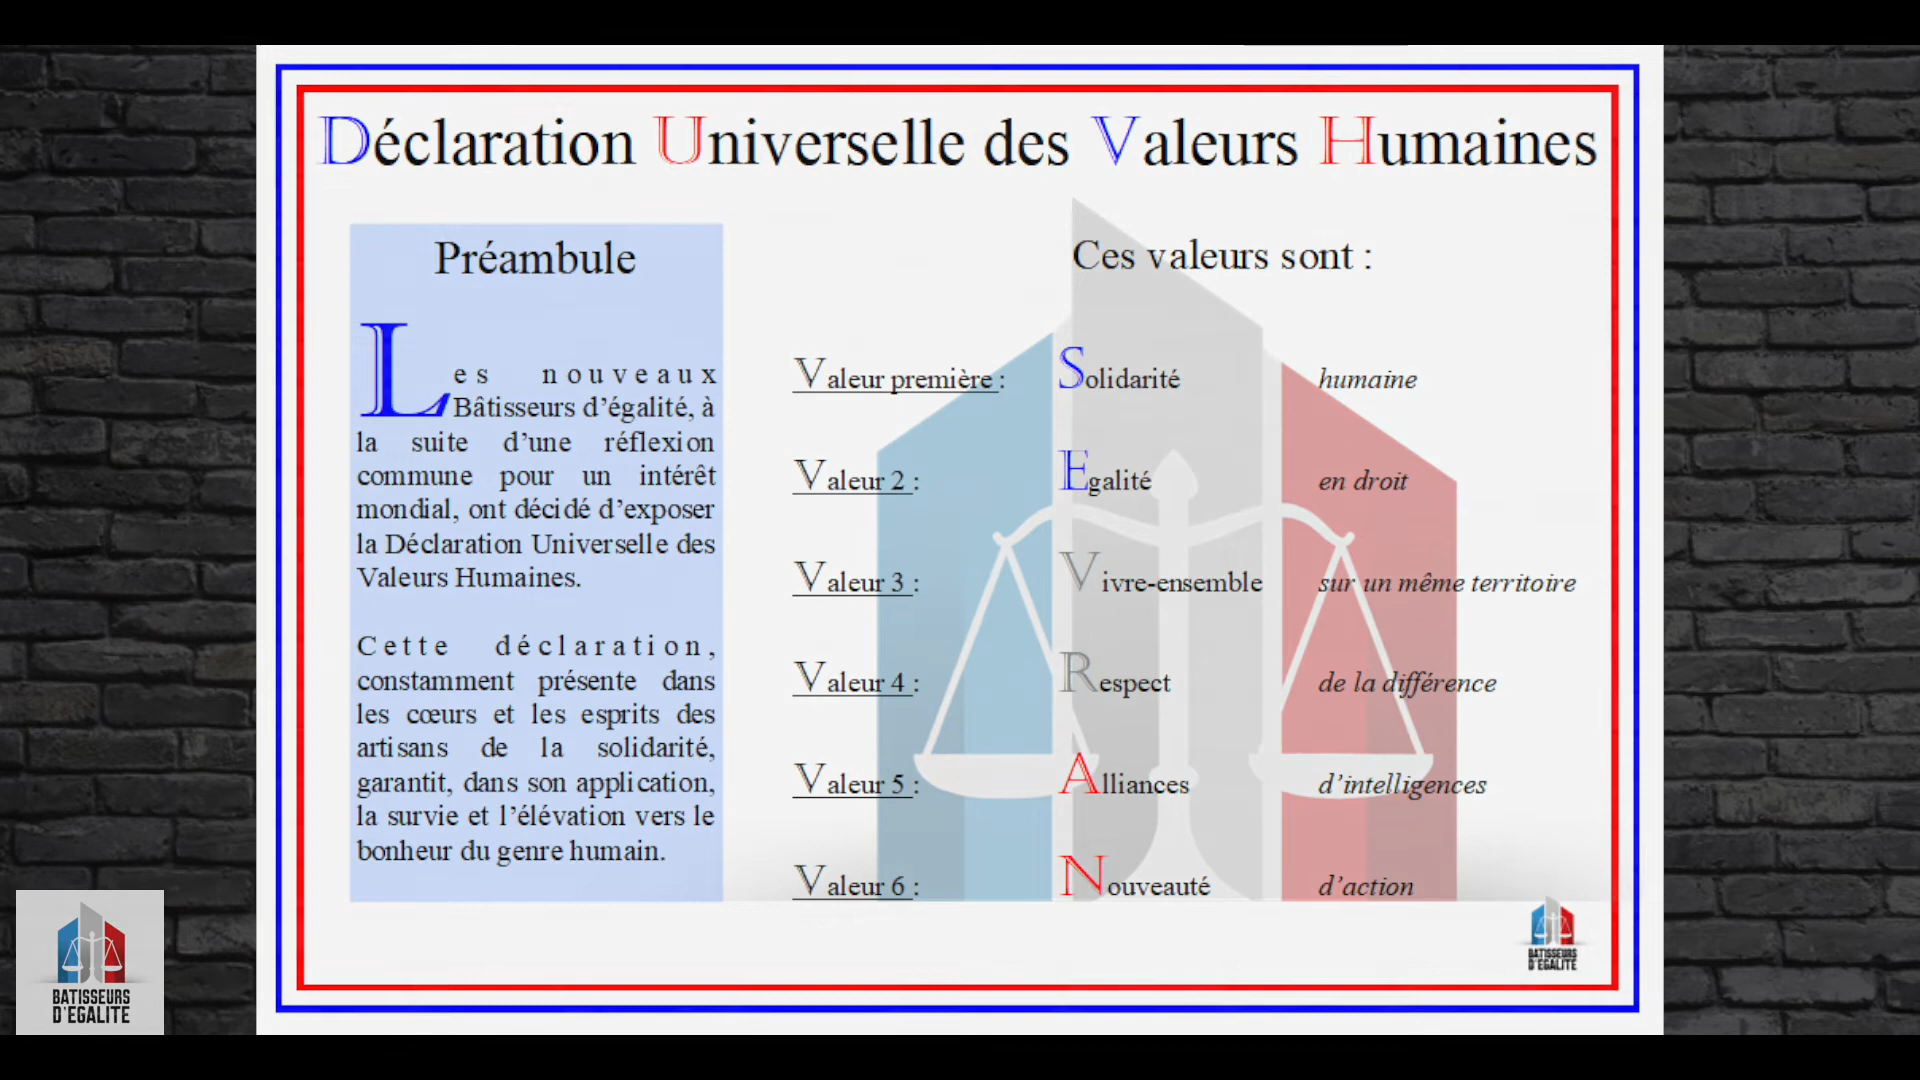 Déclaration Universelle des Valeurs Humaines
Préambule
Les nouveaux
Bâtisseurs d’égalité, à
la suite d’une réflexion
commune pour un intérêt
mondial, ont décidé d’exposer
la Déclaration Universelle des
Valeurs Humaines.
Cette déclaration,
constamment présente dans
les cœurs et les esprits des
artisans de la solidarité,
garantit, dans son application,
la survie et l’élévation vers le
bonheur du genre humain.
Ces valeurs sont :
Valeur première : Solidarité humaine
Valeur 2 : Egalité en droit
Valeur 3 : Vivre-ensemble sur un même territoire
Valeur 4 : Respect de la différence
Valeur 5 : Alliances d’intelligences
Valeur 6 : Nouveauté d’action
BATISSEURS
D'EGALITE
BATISSEURS
D'EGALITE